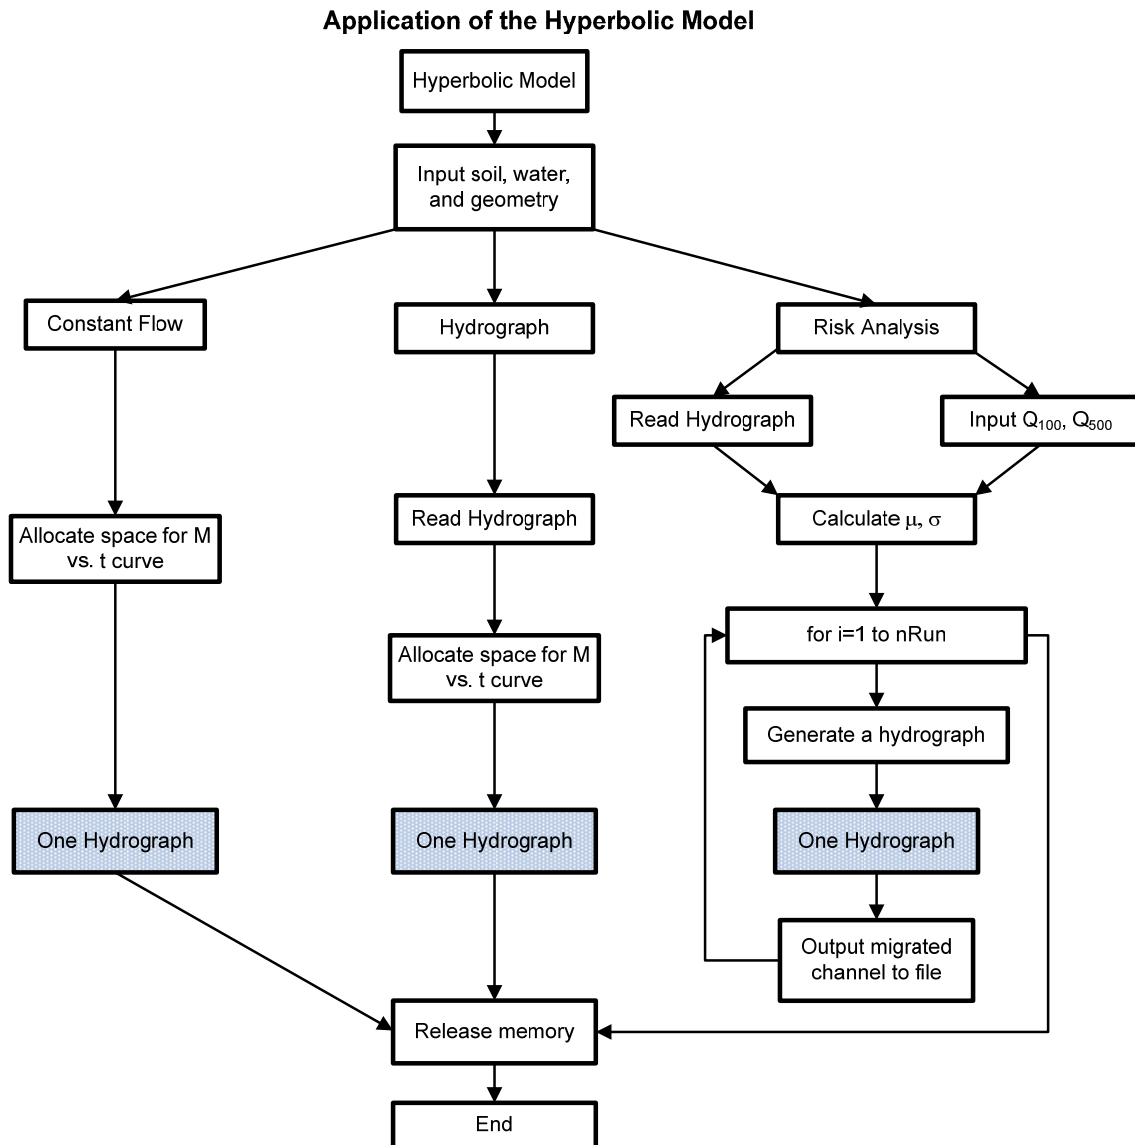 Application of the Hyperbolic Model
Hyperbolic Model
Input soil, water,
and geometry
Constant Flow
Hydrograph
Risk Analysis
Read Hydrograph
Input Q₁₀₀, Q₅₀₀
Allocate space for M
vs. t curve
Read Hydrograph
Calculate μ, σ
for i=1 to nRun
Allocate space for M
vs. t curve
Generate a hydrograph
One Hydrograph
One Hydrograph
One Hydrograph
Output migrated
channel to file
Release memory
End